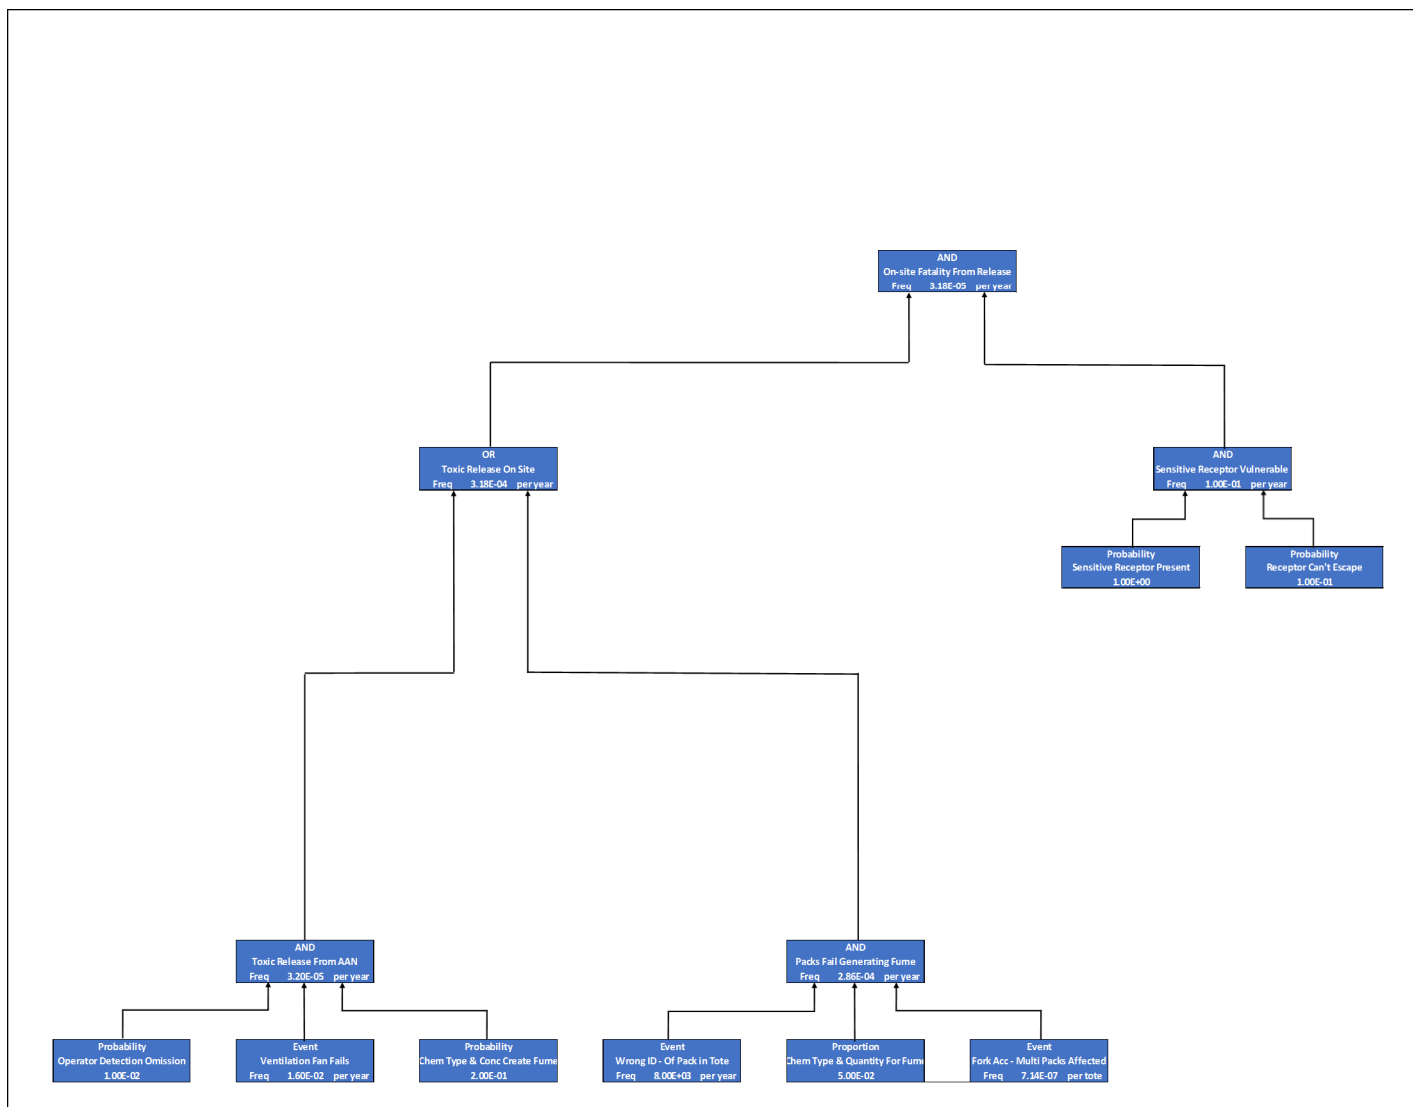 AND
On-site Fatality From Release
Freq 3.18E-05 per year
OR
Toxic Release On Site
Freq 3.18E-04 per year
AND
Sensitive Receptor Vulnerable
Freq 1.00E-01 per year
Probability
Sensitive Receptor Present
1.00E+00
Probability
Receptor Can't Escape
1.00E-01
AND
Toxic Release From AAN
Freq 3.20E-05 per year
AND
Packs Fail Generating Fume
Freq 2.86E-04 per year
Probability
Operator Detection Omission
1.00E-02
Event
Ventilation Fan Fails
Freq 1.60E-02 per year
Probability
Chem Type & Conc Create Fume
2.00E-01
Event
Wrong ID - Of Pack in Tote
Freq 8.00E+03 per year
Proportion
Chem Type & Quantity For Fume
5.00E-02
Event
Fork Acc - Multi Packs Affected
Freq 7.14E-07 per tote